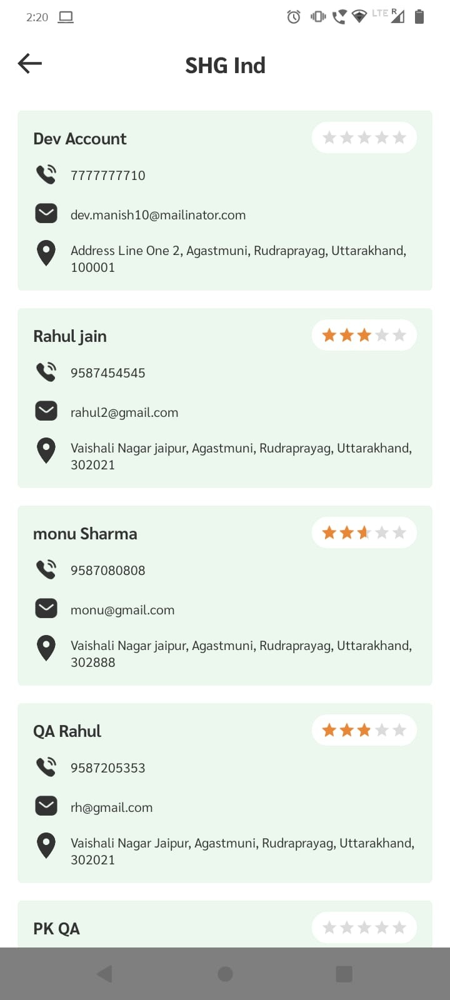 2:20
LTE R
SHG Ind
Dev Account
7777777710
dev.manish10@mailinator.com
Address Line One 2, Agastmuni, Rudraprayag, Uttarakhand,
100001
Rahul jain
9587454545
rahul2@gmail.com
Vaishali Nagar jaipur, Agastmuni, Rudraprayag, Uttarakhand,
302021
monu Sharma
9587080808
monu@gmail.com
Vaishali Nagar jaipur, Agastmuni, Rudraprayag, Uttarakhand,
302888
QA Rahul
9587205353
rh@gmail.com
Vaishali Nagar Jaipur, Agastmuni, Rudraprayag, Uttarakhand,
302021
PK QA